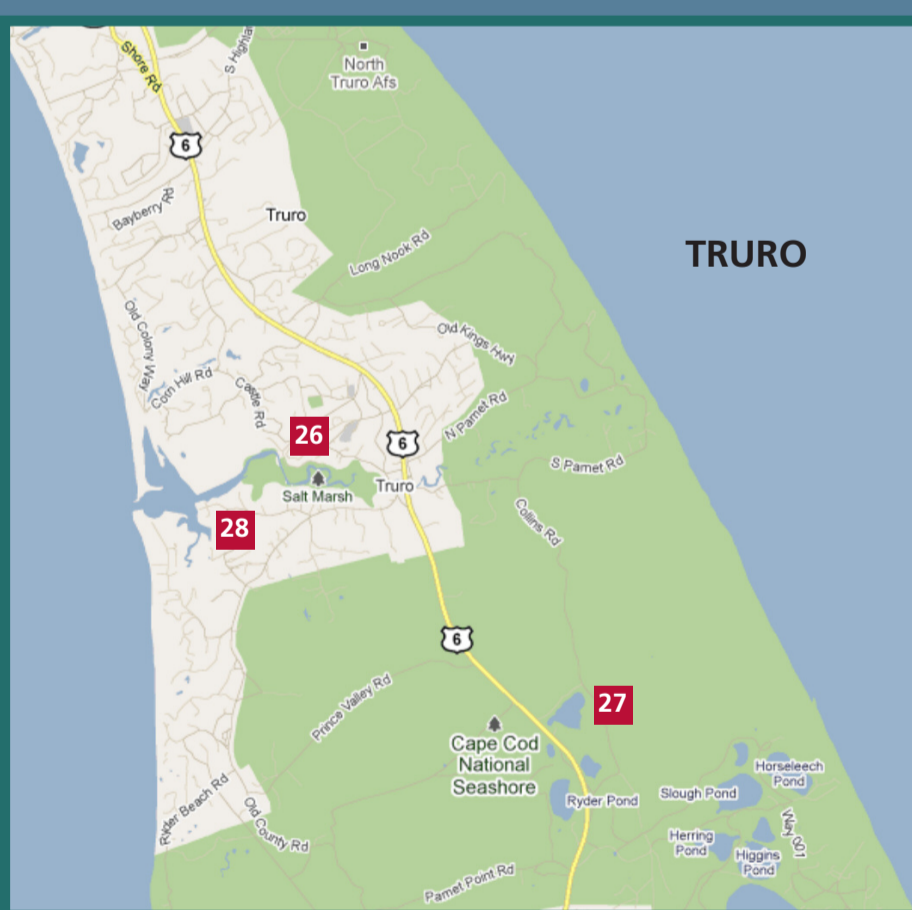 Shore Rd
S Highla
North
Truro Afs
6
Bayberry Rd
Truro
Long Nook Rd
TRURO
Old Colony Way
Old Kings Hwy
Corn Hill Rd
Castle Rd
N Pamet Rd
26
6
S Pamet Rd
Truro
Salt Marsh
Collins Rd
28
6
Prince Valley Rd
27
Cape Cod
National
Seashore
Horseleech
Pond
Slough Pond
Ryder Pond
Ryder Beach Rd
Old County Rd
Herring
Pond
Way 001
Higgins
Pond
Pamet Point Rd